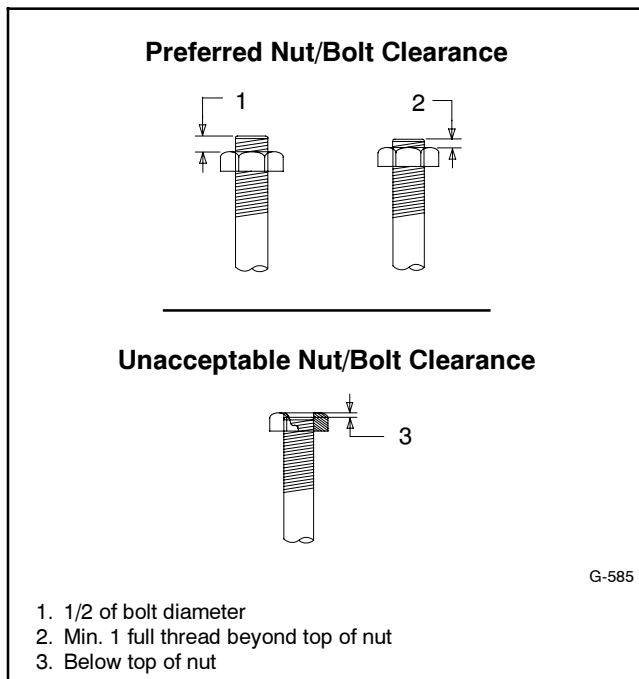 Preferred Nut/Bolt Clearance
1
2
Unacceptable Nut/Bolt Clearance
3
G-585
1. 1/2 of bolt diameter
2. Min. 1 full thread beyond top of nut
3. Below top of nut